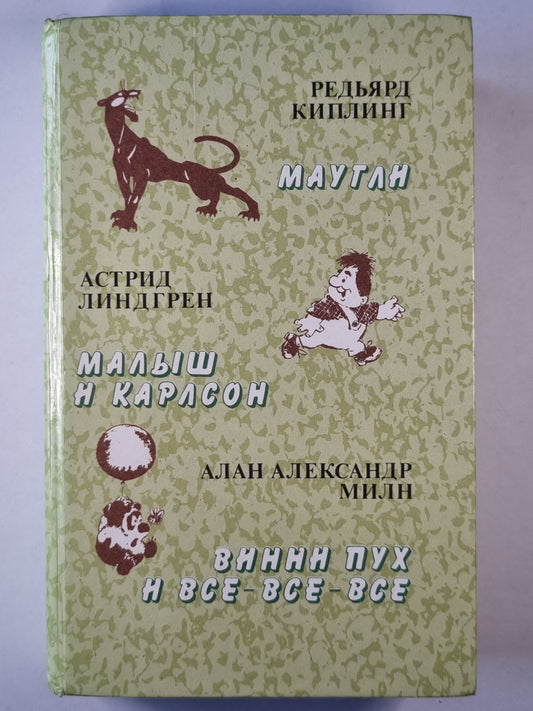 РЕДЬЯРД
КИПЛИНГ
МАУГЛИ
АСТРИД
ЛИНДГРЕН
МАЛЫШ
И КАРЛСОН
АЛАН АЛЕКСАНДР
МИЛН
ВИННИ ПУХ
И ВСЕ-ВСЕ-ВСЕ